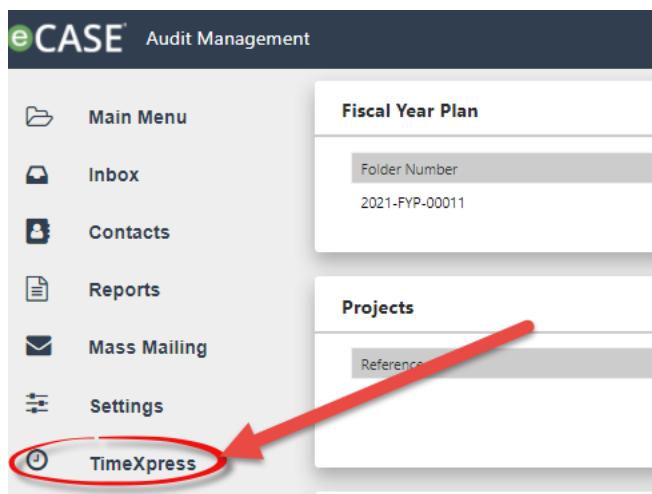 eCASE Audit Management
Main Menu
Inbox
Contacts
Reports
Mass Mailing
Settings
TimeXpress
Fiscal Year Plan
Folder Number
2021-FYP-00011
Projects
Reference